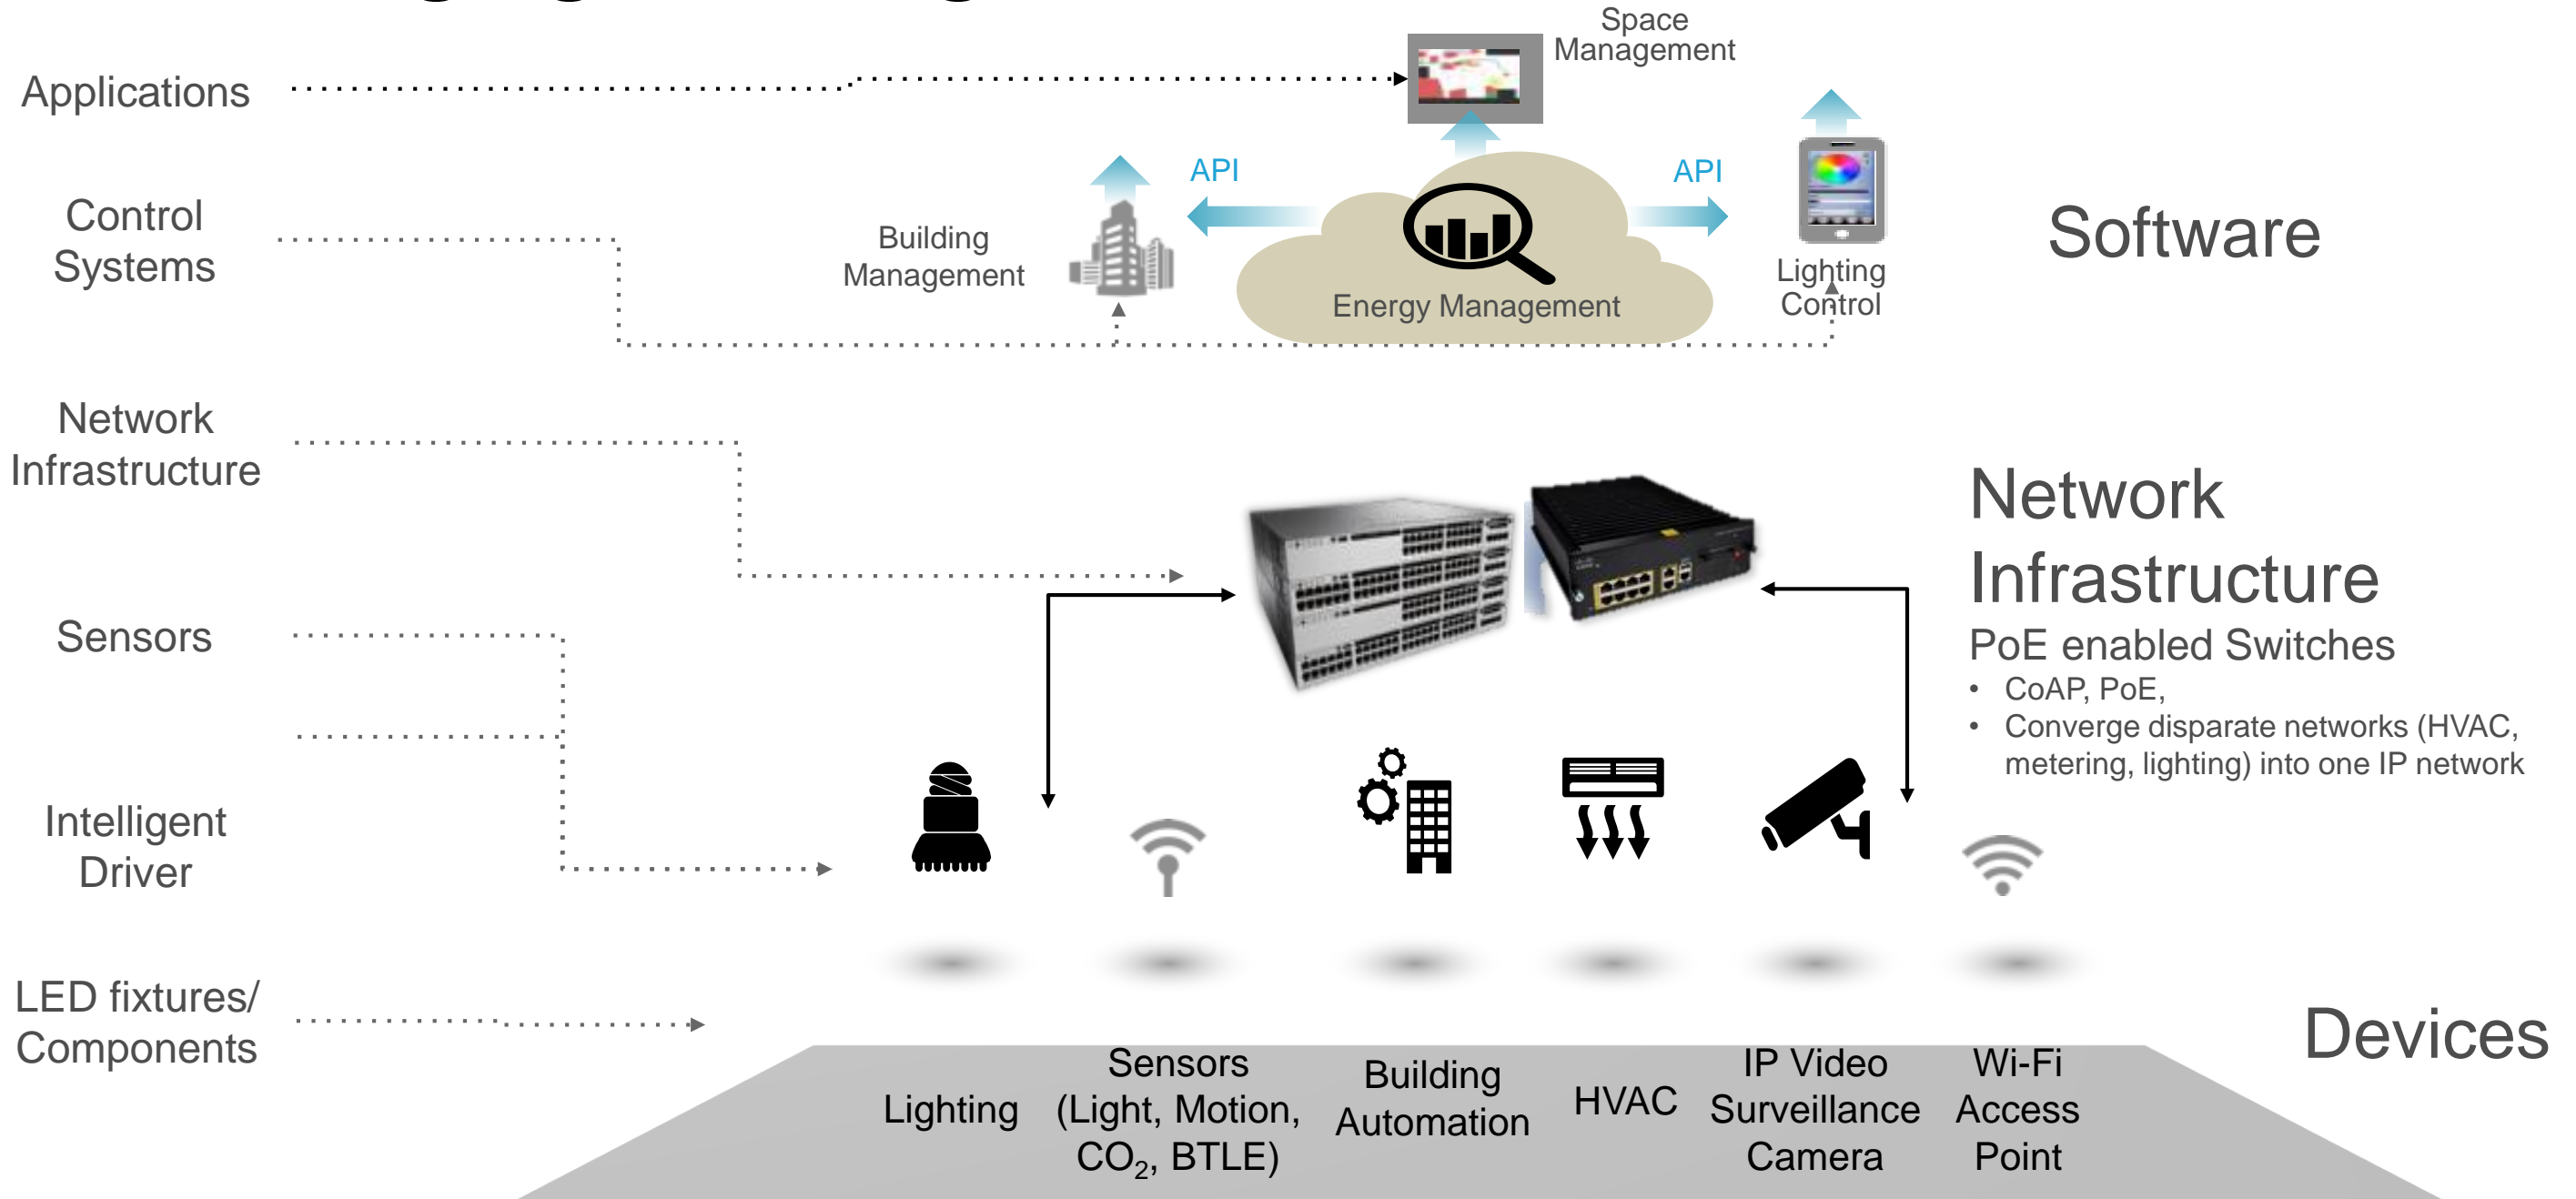 Space
Management
Applications
API
API
Control
Systems
Building
Management
Energy Management
Lighting
Control
Software
Network
Infrastructure
Network
Infrastructure
PoE enabled Switches
• CoAP, PoE,
• Converge disparate networks (HVAC,
metering, lighting) into one IP network
Sensors
Intelligent
Driver
LED fixtures/
Components
Devices
Lighting
Sensors
(Light, Motion,
CO₂, BTLE)
Building
Automation
HVAC
IP Video
Surveillance
Camera
Wi-Fi
Access
Point